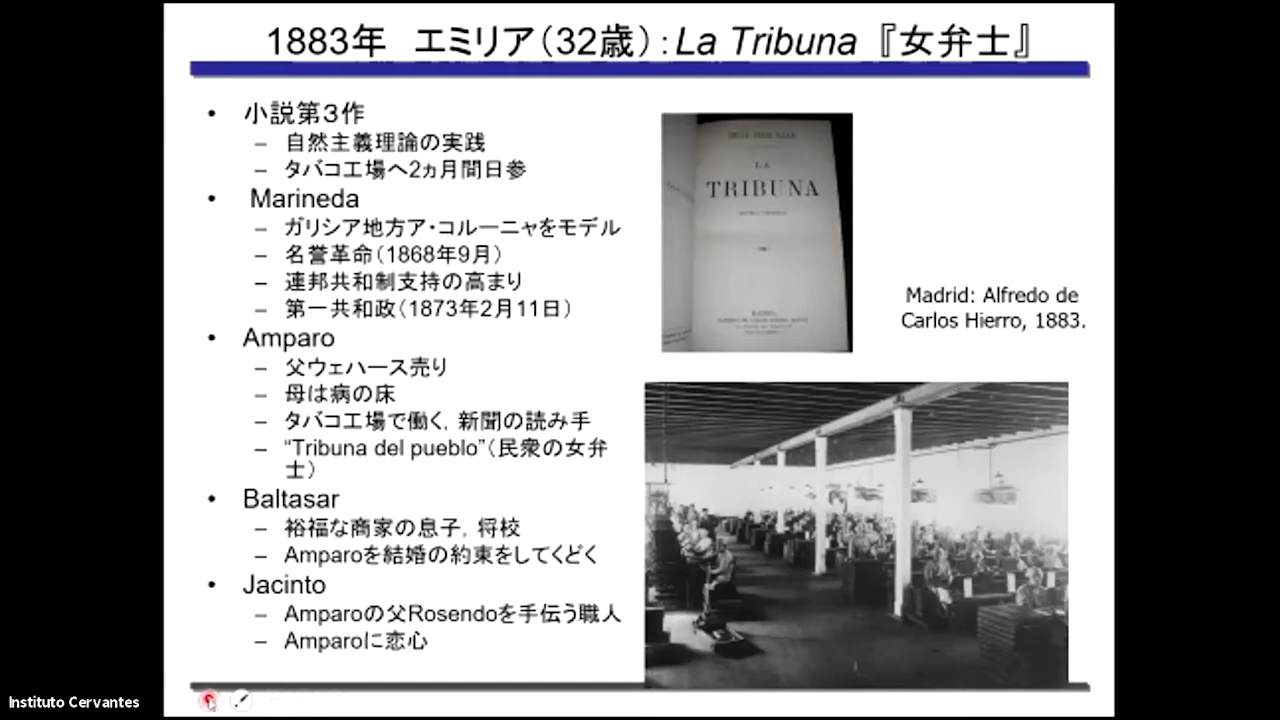 1883年　エミリア（32歳）：La Tribuna 『女弁士』
• 小説第３作
– 自然主義理論の実践
– タバコ工場へ2ヵ月間日参
• Marineda
– ガリシア地方ア・コルーニャをモデル
– 名誉革命（1868年9月）
– 連邦共和制支持の高まり
– 第一共和政（1873年2月11日）
• Amparo
– 父ウェハース売り
– 母は病の床
– タバコ工場で働く，新聞の読み手
– “Tribuna del pueblo”（民衆の女弁
士）
• Baltasar
– 裕福な商家の息子，将校
– Amparoを結婚の約束をしてくどく
• Jacinto
– Amparoの父Rosendoを手伝う職人
– Amparoに恋心
LA
TRIBUNA
Madrid: Alfredo de
Carlos Hierro, 1883.
Instituto Cervantes